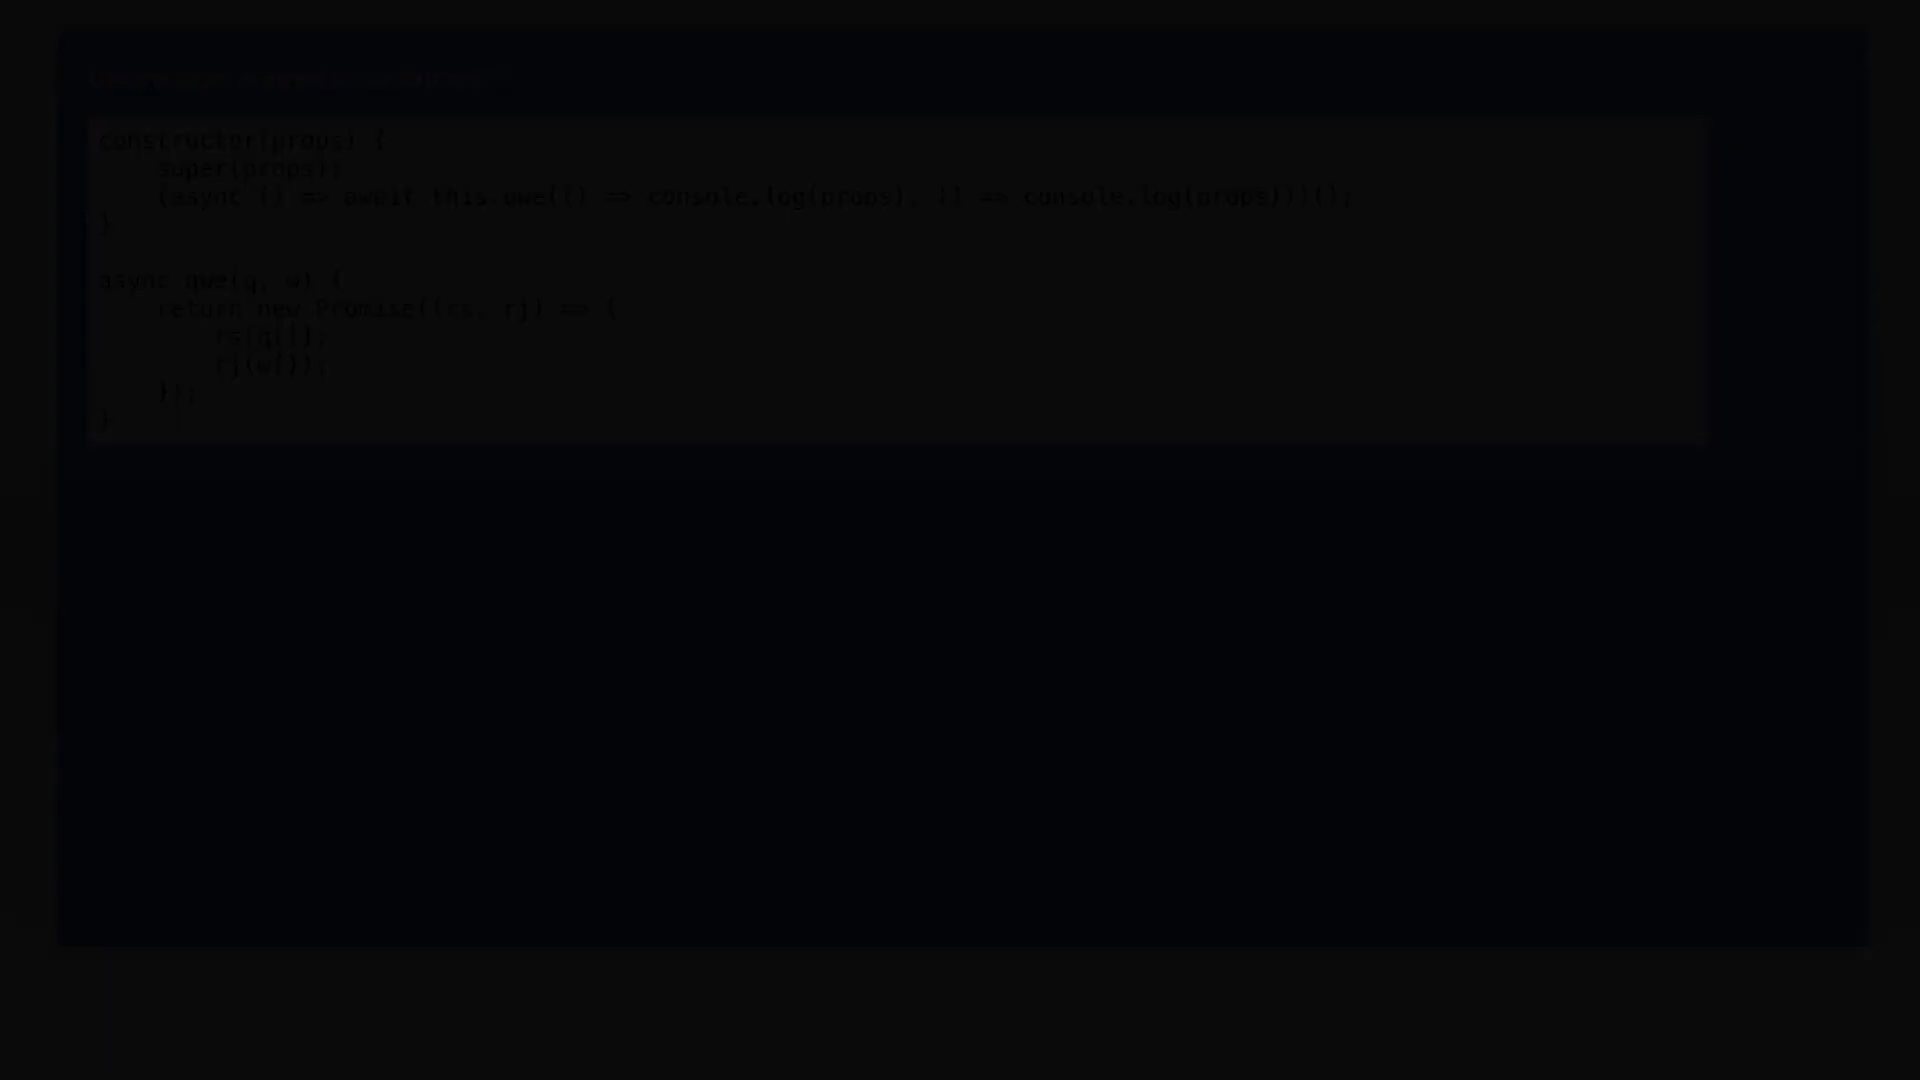 constructor(props) {
    super(props);
    (async () => await this.qwe(() => console.log(props), () => console.log(props)))();
}
async qwe(q, w) {
    return new Promise((rs, rj) => {
        rs(q());
        rj(w());
    });
}